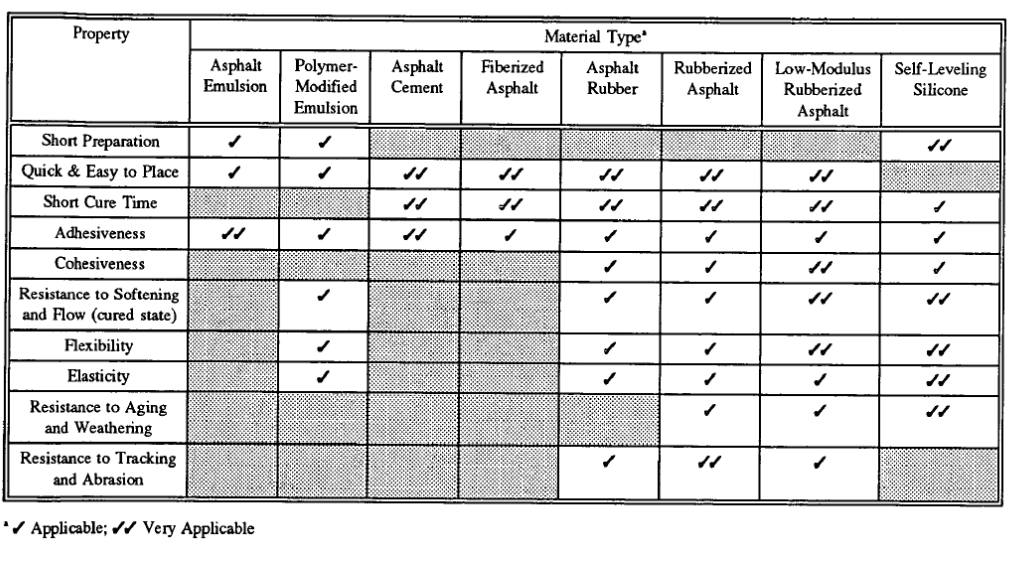 Property
Material Typeª
Asphalt Emulsion
Polymer-Modified Emulsion
Asphalt Cement
Fiberized Asphalt
Asphalt Rubber
Rubberized Asphalt
Low-Modulus Rubberized Asphalt
Self-Leveling Silicone
Short Preparation ✓ ✓ ✓✓
Quick & Easy to Place ✓ ✓ ✓✓ ✓✓ ✓✓ ✓✓ ✓✓
Short Cure Time ✓✓ ✓✓ ✓✓ ✓✓ ✓✓ ✓
Adhesiveness ✓✓ ✓ ✓✓ ✓ ✓ ✓ ✓ ✓
Cohesiveness ✓ ✓ ✓✓ ✓
Resistance to Softening
and Flow (cured state) ✓ ✓ ✓ ✓✓ ✓✓
Flexibility ✓ ✓ ✓ ✓✓ ✓✓
Elasticity ✓ ✓ ✓ ✓ ✓✓
Resistance to Aging
and Weathering ✓ ✓ ✓✓
Resistance to Tracking
and Abrasion ✓ ✓✓ ✓
ª ✓ Applicable; ✓✓ Very Applicable